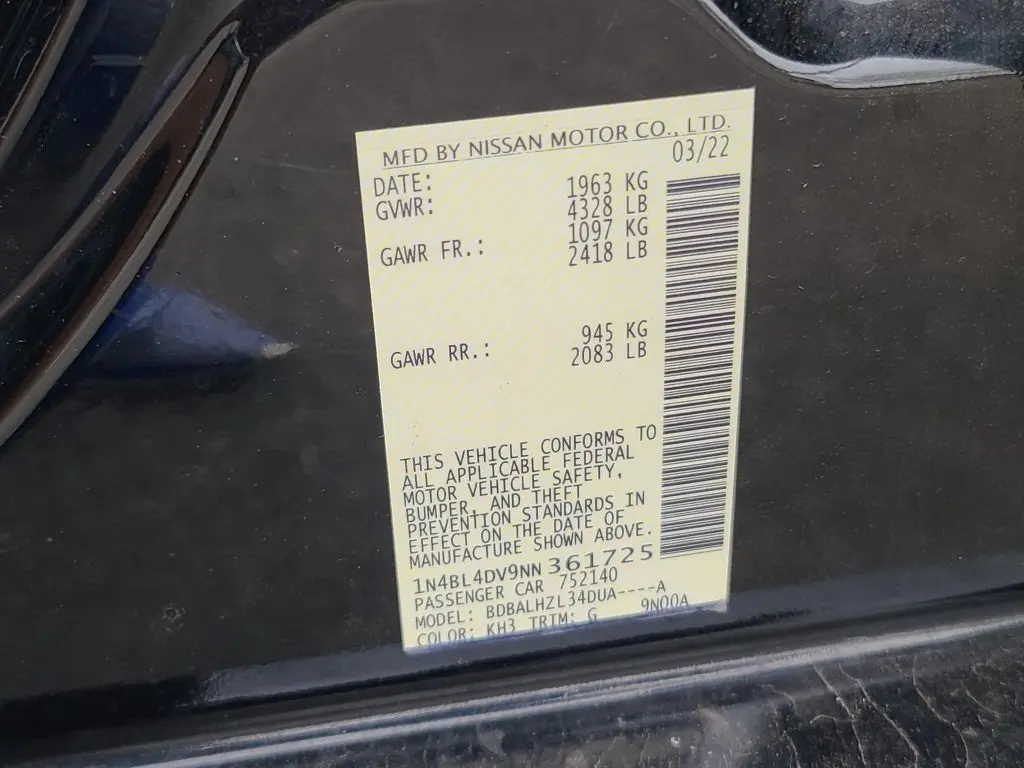 MFD BY NISSAN MOTOR CO., LTD.
DATE: 03/22
GVWR: 1963 KG
4328 LB
GAWR FR.: 1097 KG
2418 LB
GAWR RR.: 945 KG
2083 LB
THIS VEHICLE CONFORMS TO
ALL APPLICABLE FEDERAL
MOTOR VEHICLE SAFETY,
BUMPER, AND THEFT
PREVENTION STANDARDS IN
EFFECT ON THE DATE OF
MANUFACTURE SHOWN ABOVE.
1N4BL4DV9NN361725
PASSENGER CAR 752140
MODEL: BDBALHZL34DUA----A
COLOR: KH3 TRIM: G 9N00A